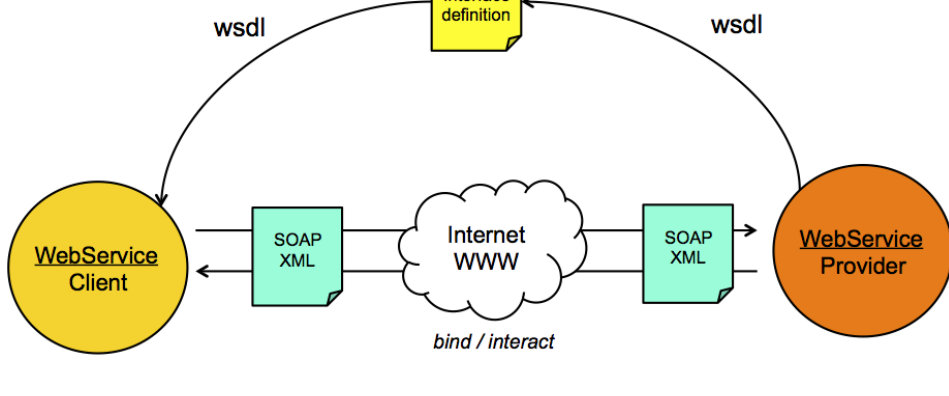 wsdl
definition
wsdl
WebService
Client
SOAP
XML
Internet
WWW
SOAP
XML
WebService
Provider
bind / interact